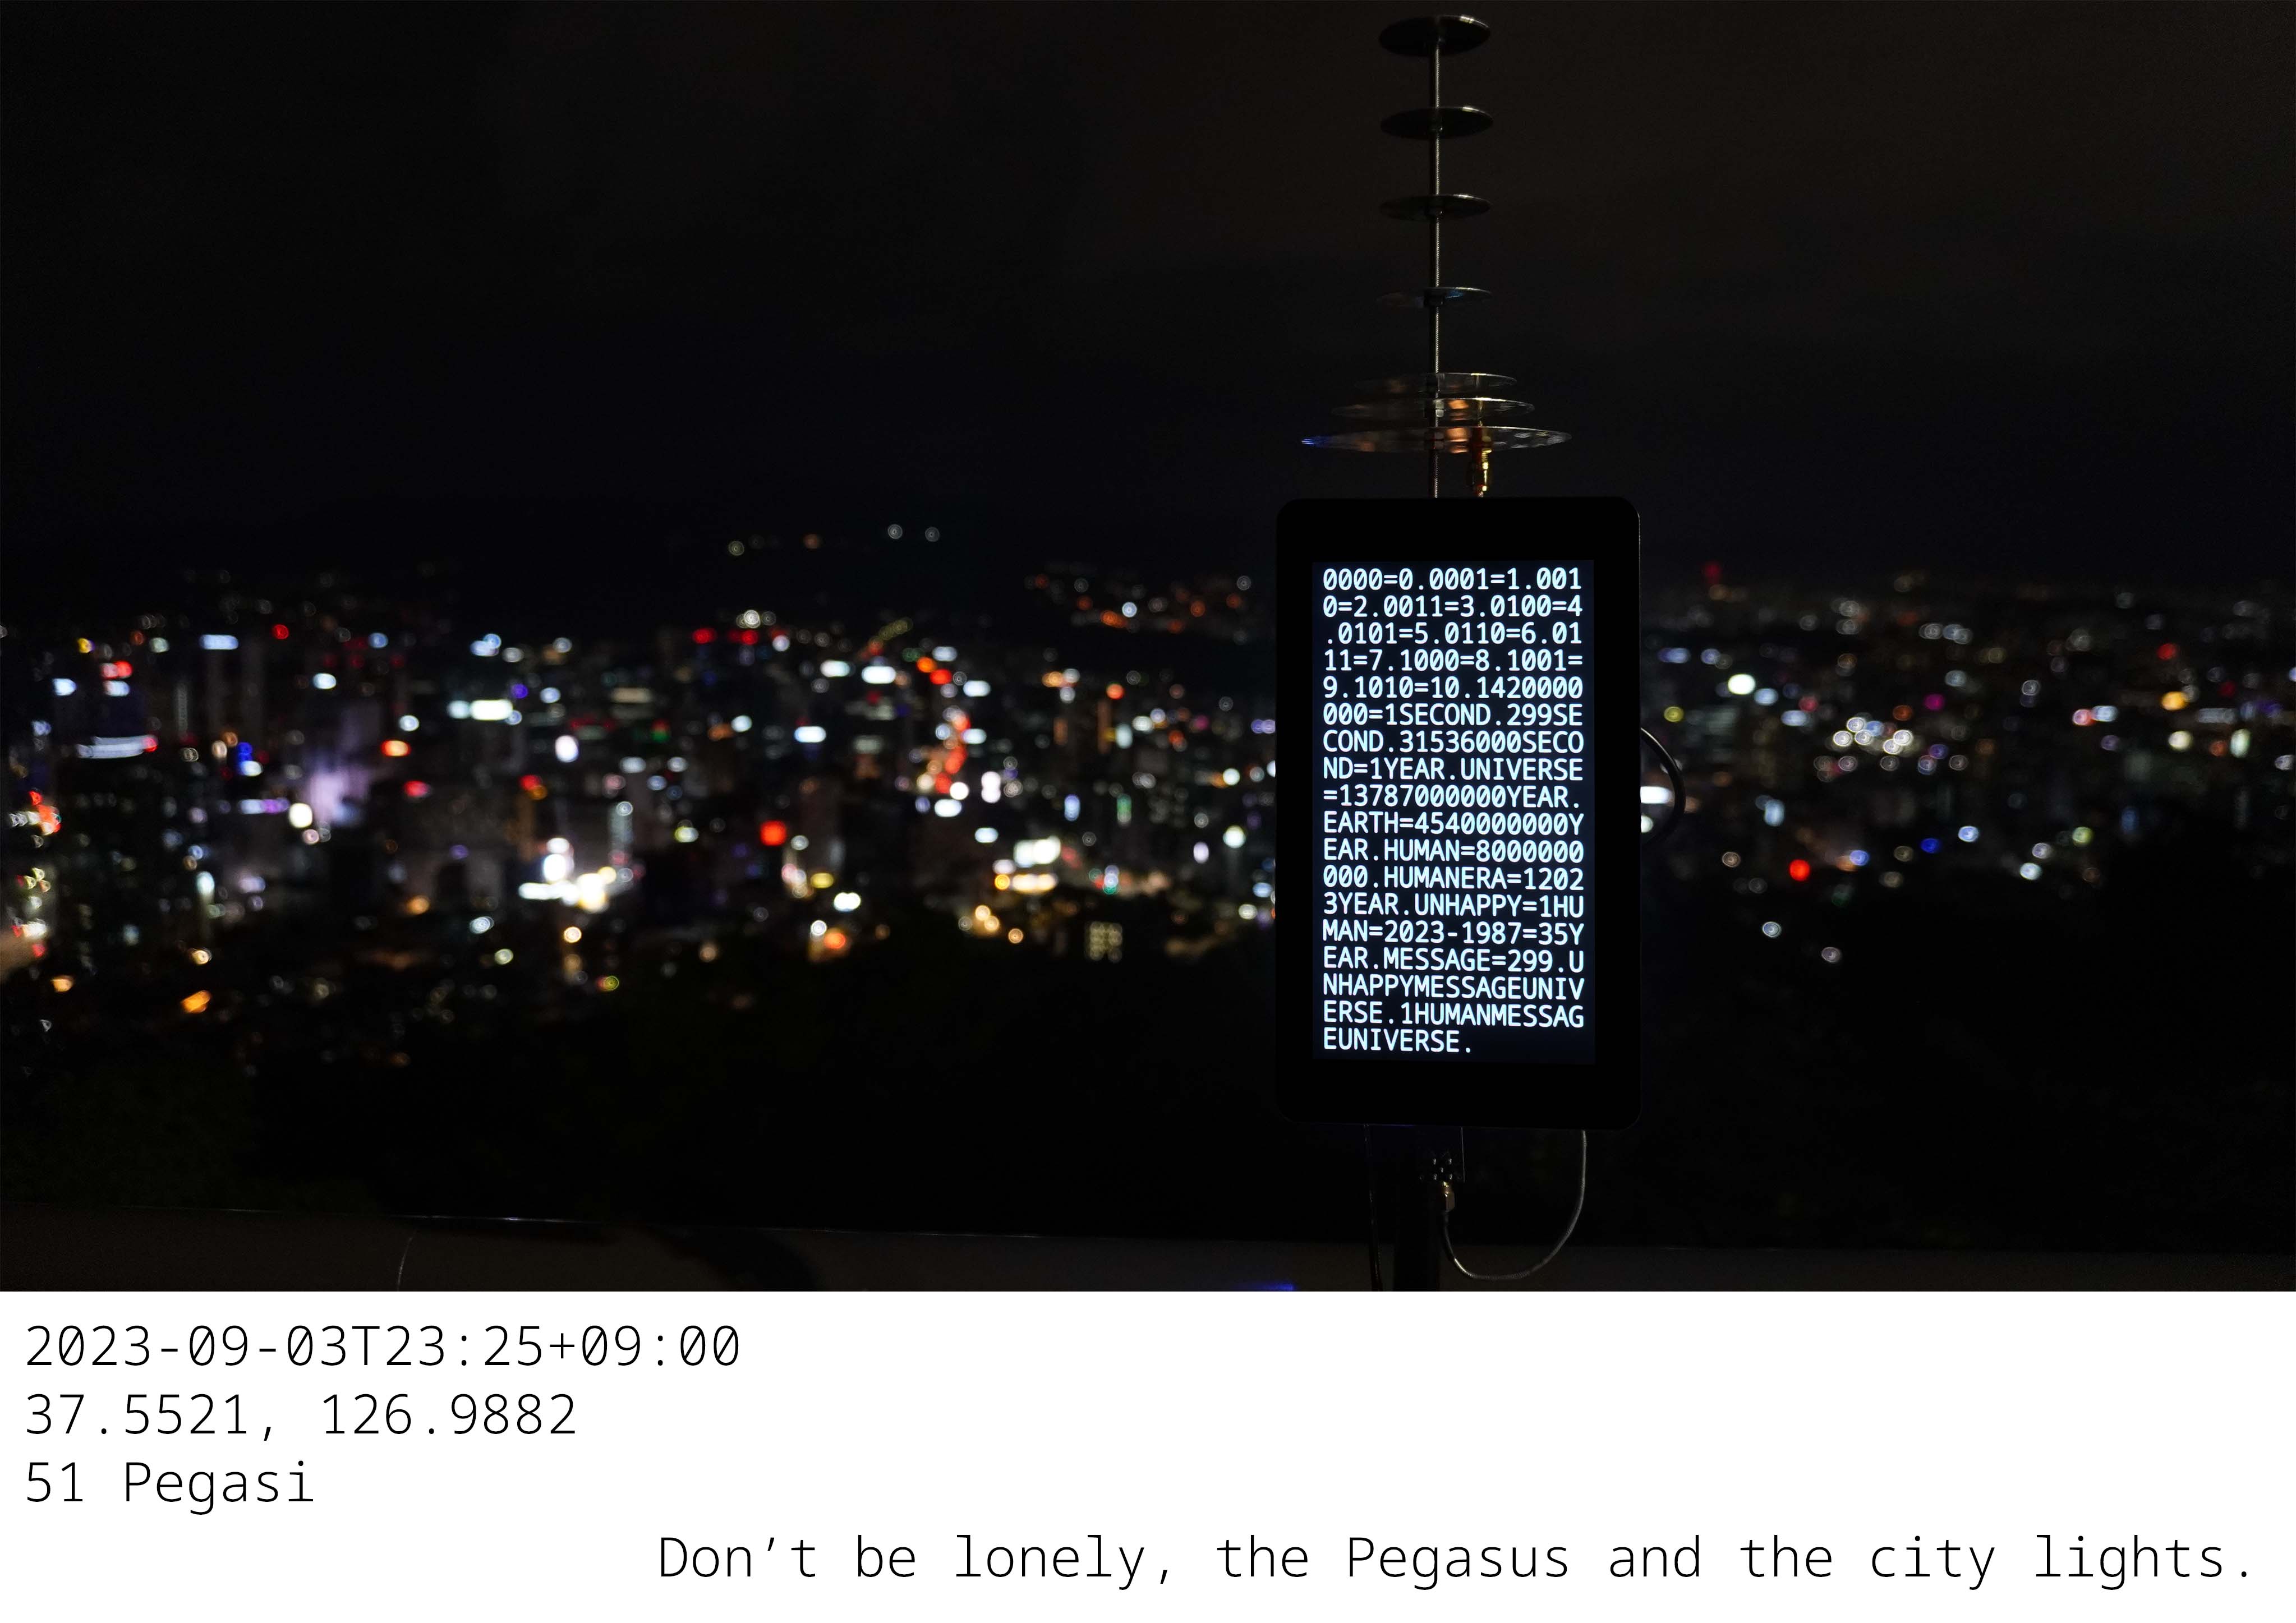 0000=0.0001=1.001
0=2.0011=3.0100=4
.0101=5.0110=6.01
11=7.1000=8.1001=
9.1010=10.1420000
000=1SECOND.299SE
COND.31536000SECO
ND=1YEAR.UNIVERSE
=13787000000YEAR.
EARTH=4540000000Y
EAR.HUMAN=8000000
000.HUMANERA=1202
3YEAR.UNHAPPY=1HU
MAN=2023-1987=35Y
EAR.MESSAGE=299.U
NHAPPYMESSAGEUNIV
ERSE.1HUMANMESSAG
EUNIVERSE.
2023-09-03T23:25+09:00
37.5521, 126.9882
51 Pegasi
Don’t be lonely, the Pegasus and the city lights.